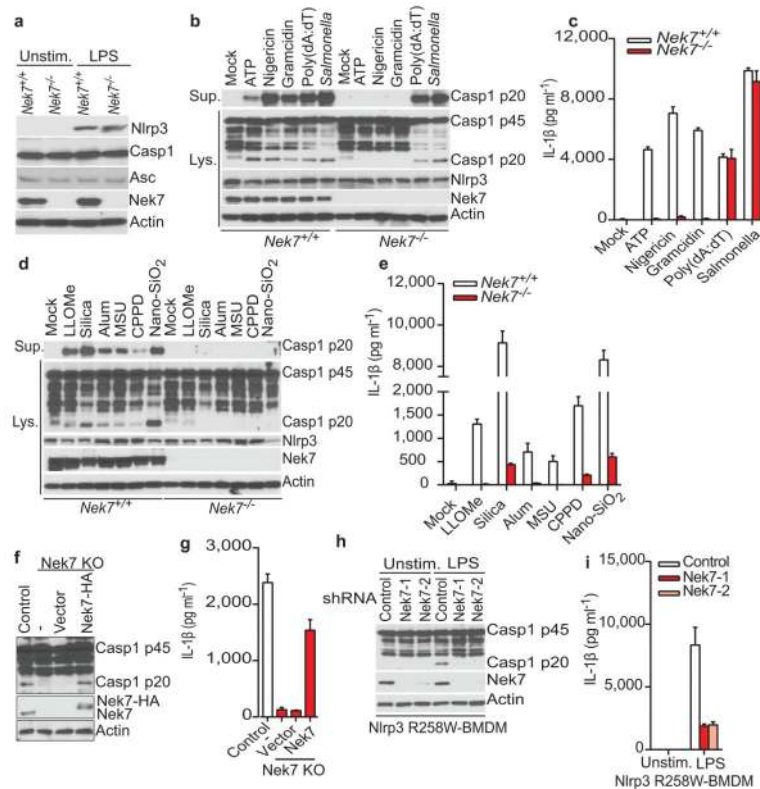 a
Unstim. LPS
Nek7+/+ Nek7-/- Nek7+/+ Nek7-/-
Nlrp3
Casp1
Asc
Nek7
Actin
b
Mock ATP Nigericin Gramcidin Poly(dA:dT) Salmonella Mock ATP Nigericin Gramcidin Poly(dA:dT) Salmonella
Sup. Casp1 p20
Casp1 p45
Lys. Casp1 p20
Nlrp3
Nek7
Actin
Nek7+/+ Nek7-/-
c
Nek7+/+
Nek7-/-
IL-1β (pg ml⁻¹)
12,000
8,000
4,000
0
Mock ATP Nigericin Gramcidin Poly(dA:dT) Salmonella
d
Mock LLOMe Silica Alum MSU CPPD Nano-SiO2 Mock LLOMe Silica Alum MSU CPPD Nano-SiO2
Sup. Casp1 p20
Casp1 p45
Lys. Casp1 p20
Nlrp3
Nek7
Actin
Nek7+/+ Nek7-/-
e
Nek7+/+
Nek7-/-
IL-1β (pg ml⁻¹)
12,000
9,000
6,000
2,000
1,500
1,000
500
0
Mock LLOMe Silica Alum MSU CPPD Nano-SiO2
f
Nek7 KO
Control - Vector Nek7-HA
Casp1 p45
Casp1 p20
Nek7-HA
Nek7
Actin
g
IL-1β (pg ml⁻¹)
3,000
2,000
1,000
0
Control - Vector Nek7
Nek7 KO
h
Unstim. LPS
shRNA Control Nek7-1 Nek7-2 Control Nek7-1 Nek7-2
Casp1 p45
Casp1 p20
Nek7
Actin
Nlrp3 R258W-BMDM
i
Control
Nek7-1
Nek7-2
IL-1β (pg ml⁻¹)
15,000
10,000
5,000
0
Unstim. LPS
Nlrp3 R258W-BMDM